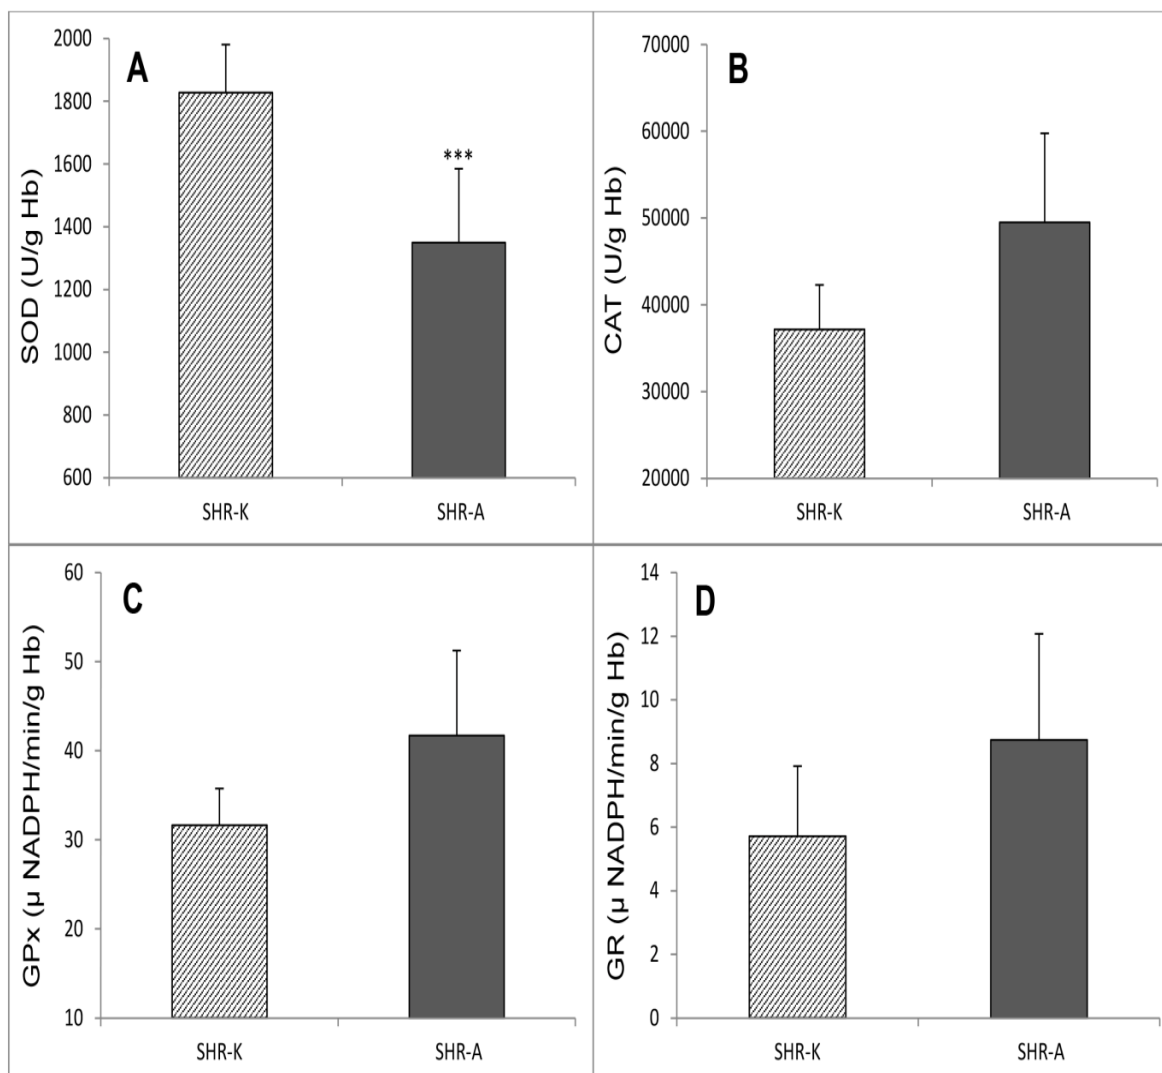 A
SOD (U/g Hb)
2000
1800
1600
1400
1200
1000
800
600
***
SHR-K
SHR-A
B
CAT (U/g Hb)
70000
60000
50000
40000
30000
20000
SHR-K
SHR-A
C
GPx (µ NADPH/min/g Hb)
60
50
40
30
20
10
SHR-K
SHR-A
D
GR (µ NADPH/min/g Hb)
14
12
10
8
6
4
2
0
SHR-K
SHR-A